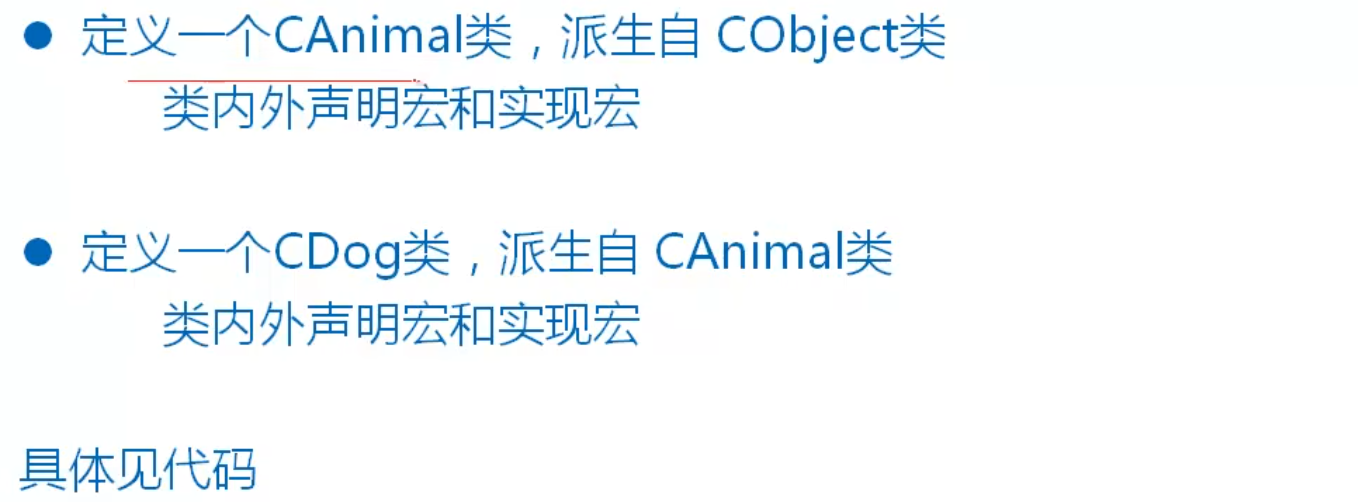 ● 定义一个CAnimal类，派生自 CObject类
类内外声明宏和实现宏
● 定义一个CDog类，派生自 CAnimal类
类内外声明宏和实现宏
具体见代码